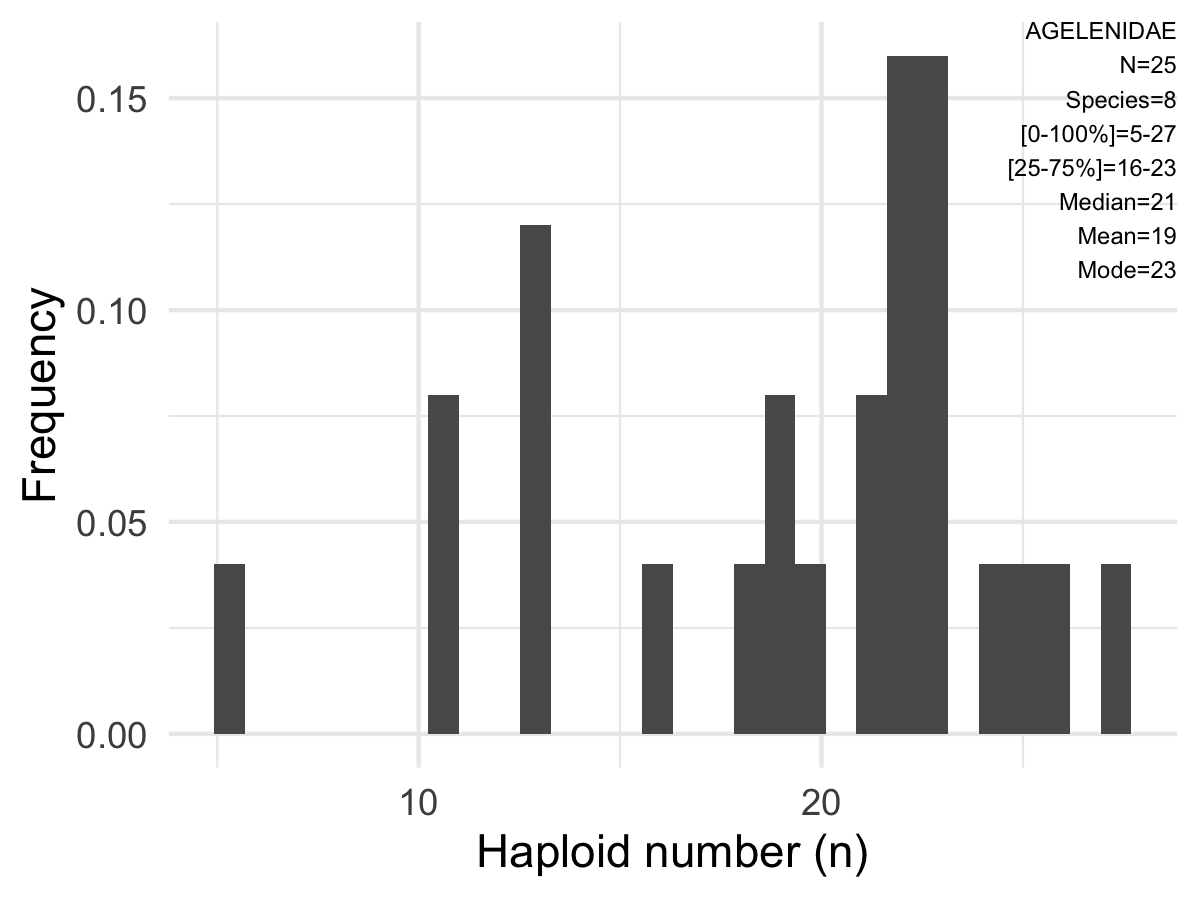 AGELENIDAE
N=25
Species=8
[0-100%]=5-27
[25-75%]=16-23
Median=21
Mean=19
Mode=23
0.15
0.10
0.05
0.00
Frequency
10 20
Haploid number (n)